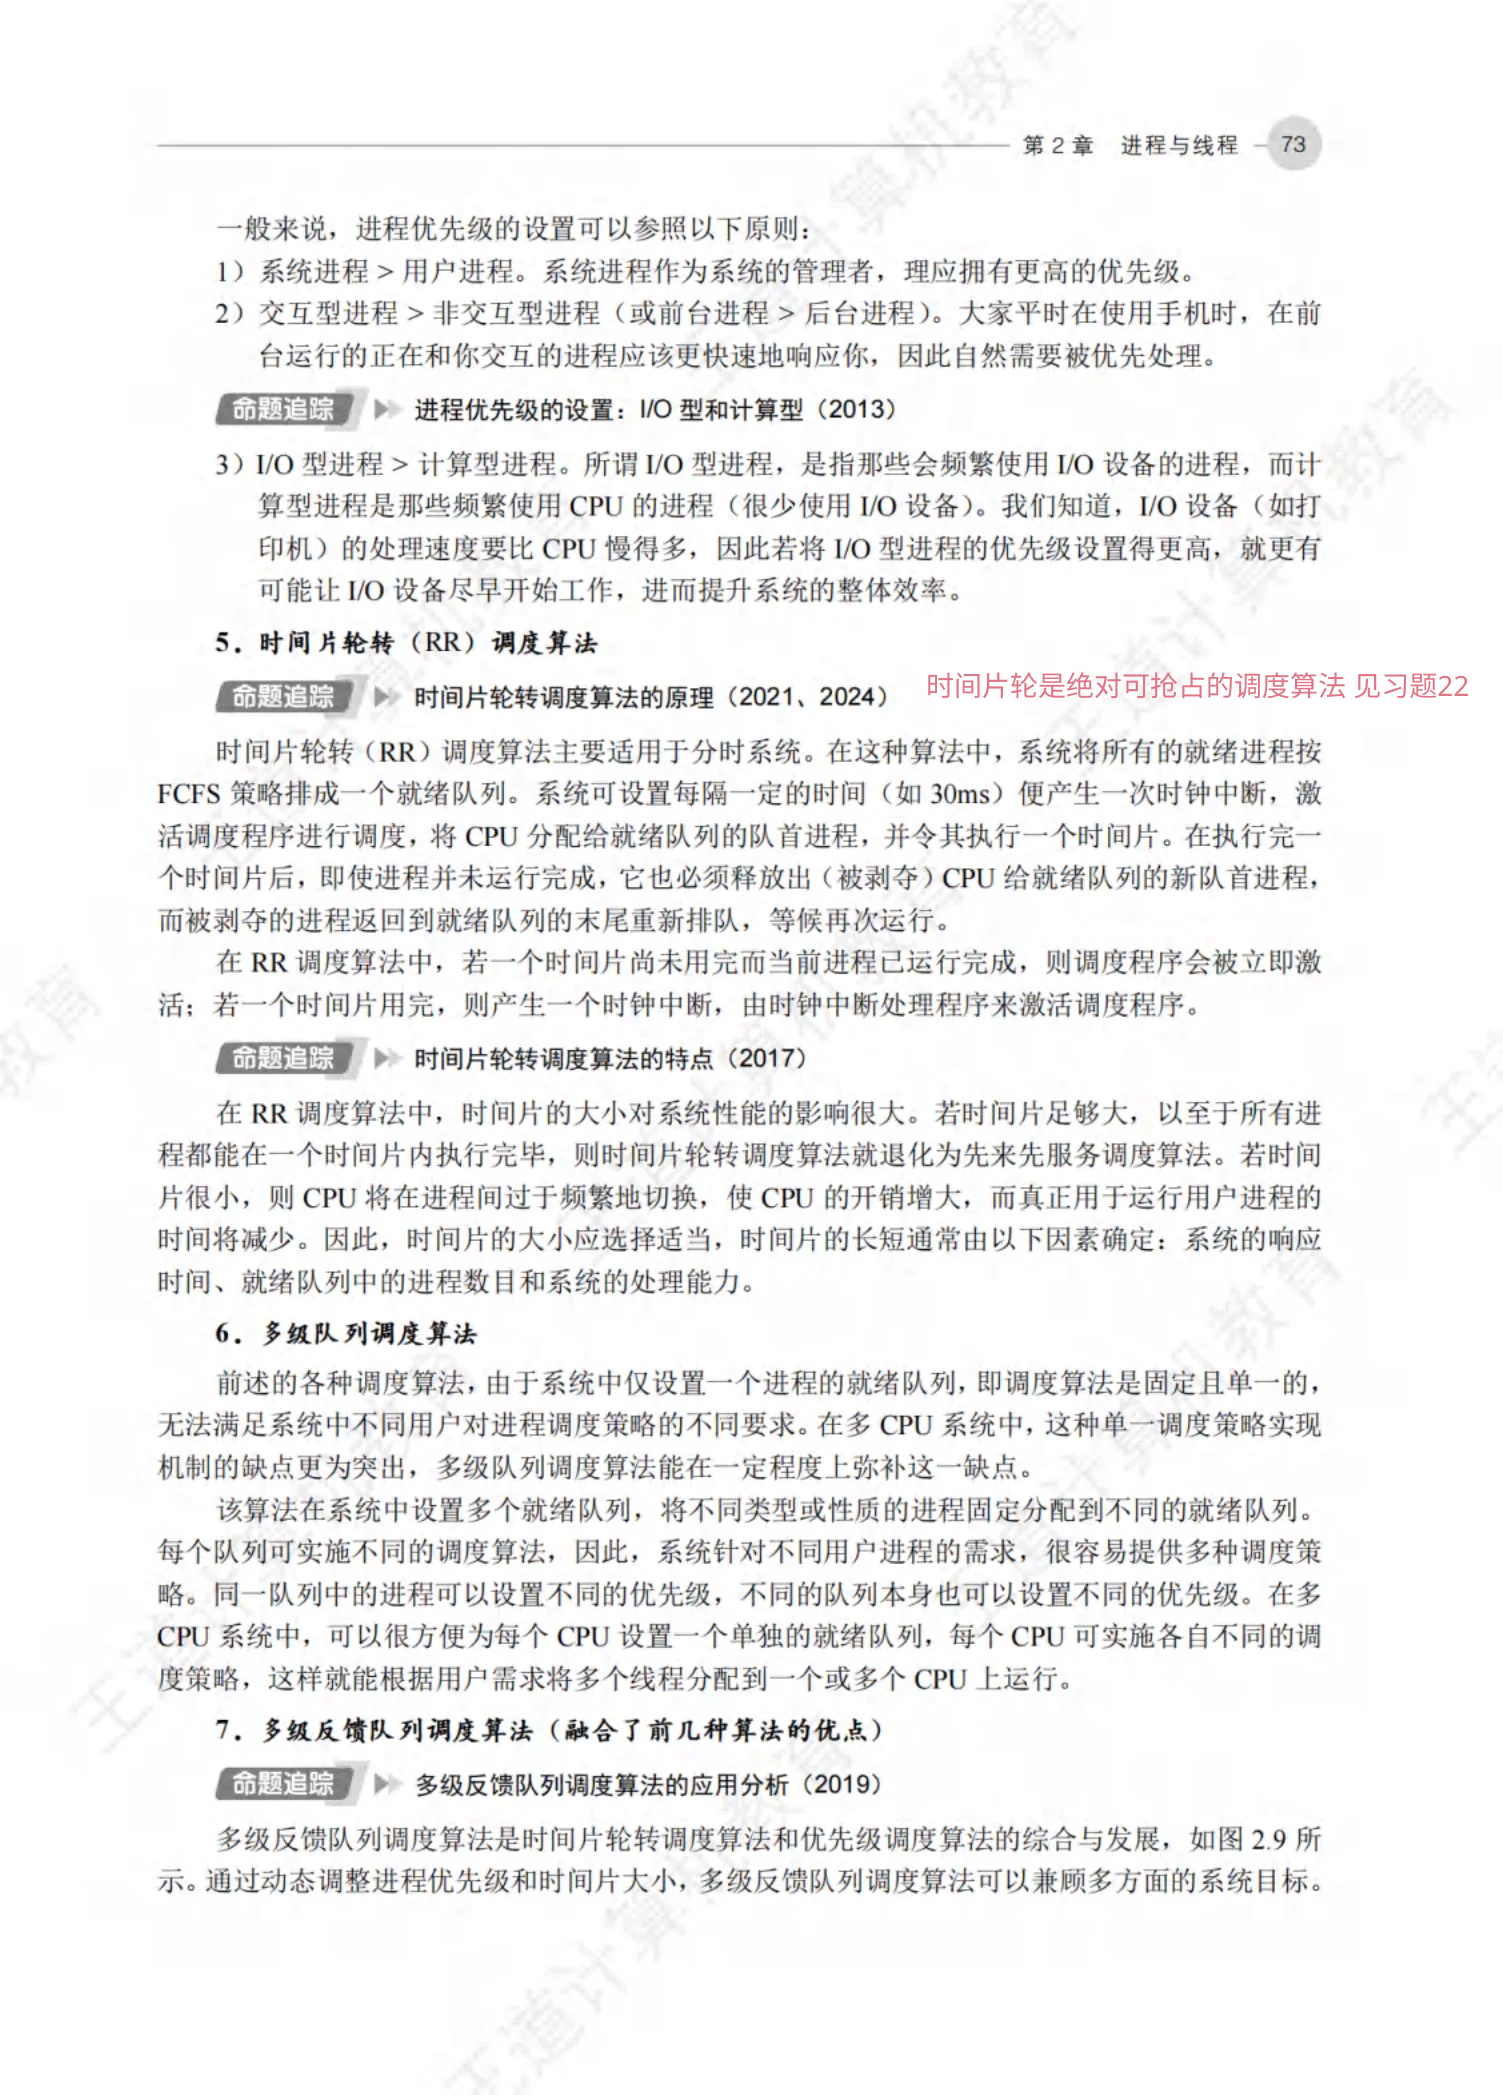 第 2 章 进程与线程 73
一般来说，进程优先级的设置可以参照以下原则：
1）系统进程 > 用户进程。系统进程作为系统的管理者，理应拥有更高的优先级。
2）交互型进程 > 非交互型进程（或前台进程 > 后台进程）。大家平时在使用手机时，在前
台运行的正在和你交互的进程应该更快速地响应你，因此自然需要被优先处理。
命题追踪 进程优先级的设置：I/O 型和计算型（2013）
3）I/O 型进程 > 计算型进程。所谓 I/O 型进程，是指那些会频繁使用 I/O 设备的进程，而计
算型进程是那些频繁使用 CPU 的进程（很少使用 I/O 设备）。我们知道，I/O 设备（如打
印机）的处理速度要比 CPU 慢得多，因此若将 I/O 型进程的优先级设置得更高，就更有
可能让 I/O 设备尽早开始工作，进而提升系统的整体效率。
5．时间片轮转（RR）调度算法
命题追踪 时间片轮转调度算法的原理（2021、2024）
时间片轮是绝对可抢占的调度算法 见习题22
时间片轮转（RR）调度算法主要适用于分时系统。在这种算法中，系统将所有的就绪进程按
FCFS 策略排成一个就绪队列。系统可设置每隔一定的时间（如 30ms）便产生一次时钟中断，激
活调度程序进行调度，将 CPU 分配给就绪队列的队首进程，并令其执行一个时间片。在执行完一
个时间片后，即使进程并未运行完成，它也必须释放出（被剥夺）CPU 给就绪队列的新队首进程，
而被剥夺的进程返回到就绪队列的末尾重新排队，等候再次运行。
在 RR 调度算法中，若一个时间片尚未用完而当前进程已运行完成，则调度程序会被立即激
活；若一个时间片用完，则产生一个时钟中断，由时钟中断处理程序来激活调度程序。
命题追踪 时间片轮转调度算法的特点（2017）
在 RR 调度算法中，时间片的大小对系统性能的影响很大。若时间片足够大，以至于所有进
程都能在一个时间片内执行完毕，则时间片轮转调度算法就退化为先来先服务调度算法。若时间
片很小，则 CPU 将在进程间过于频繁地切换，使 CPU 的开销增大，而真正用于运行用户进程的
时间将减少。因此，时间片的大小应选择适当，时间片的长短通常由以下因素确定：系统的响应
时间、就绪队列中的进程数目和系统的处理能力。
6．多级队列调度算法
前述的各种调度算法，由于系统中仅设置一个进程的就绪队列，即调度算法是固定且单一的，
无法满足系统中不同用户对进程调度策略的不同要求。在多 CPU 系统中，这种单一调度策略实现
机制的缺点更为突出，多级队列调度算法能在一定程度上弥补这一缺点。
该算法在系统中设置多个就绪队列，将不同类型或性质的进程固定分配到不同的就绪队列。
每个队列可实施不同的调度算法，因此，系统针对不同用户进程的需求，很容易提供多种调度策
略。同一队列中的进程可以设置不同的优先级，不同的队列本身也可以设置不同的优先级。在多
CPU 系统中，可以很方便为每个 CPU 设置一个单独的就绪队列，每个 CPU 可实施各自不同的调
度策略，这样就能根据用户需求将多个线程分配到一个或多个 CPU 上运行。
7．多级反馈队列调度算法（融合了前几种算法的优点）
命题追踪 多级反馈队列调度算法的应用分析（2019）
多级反馈队列调度算法是时间片轮转调度算法和优先级调度算法的综合与发展，如图 2.9 所
示。通过动态调整进程优先级和时间片大小，多级反馈队列调度算法可以兼顾多方面的系统目标。
王道计算机教育